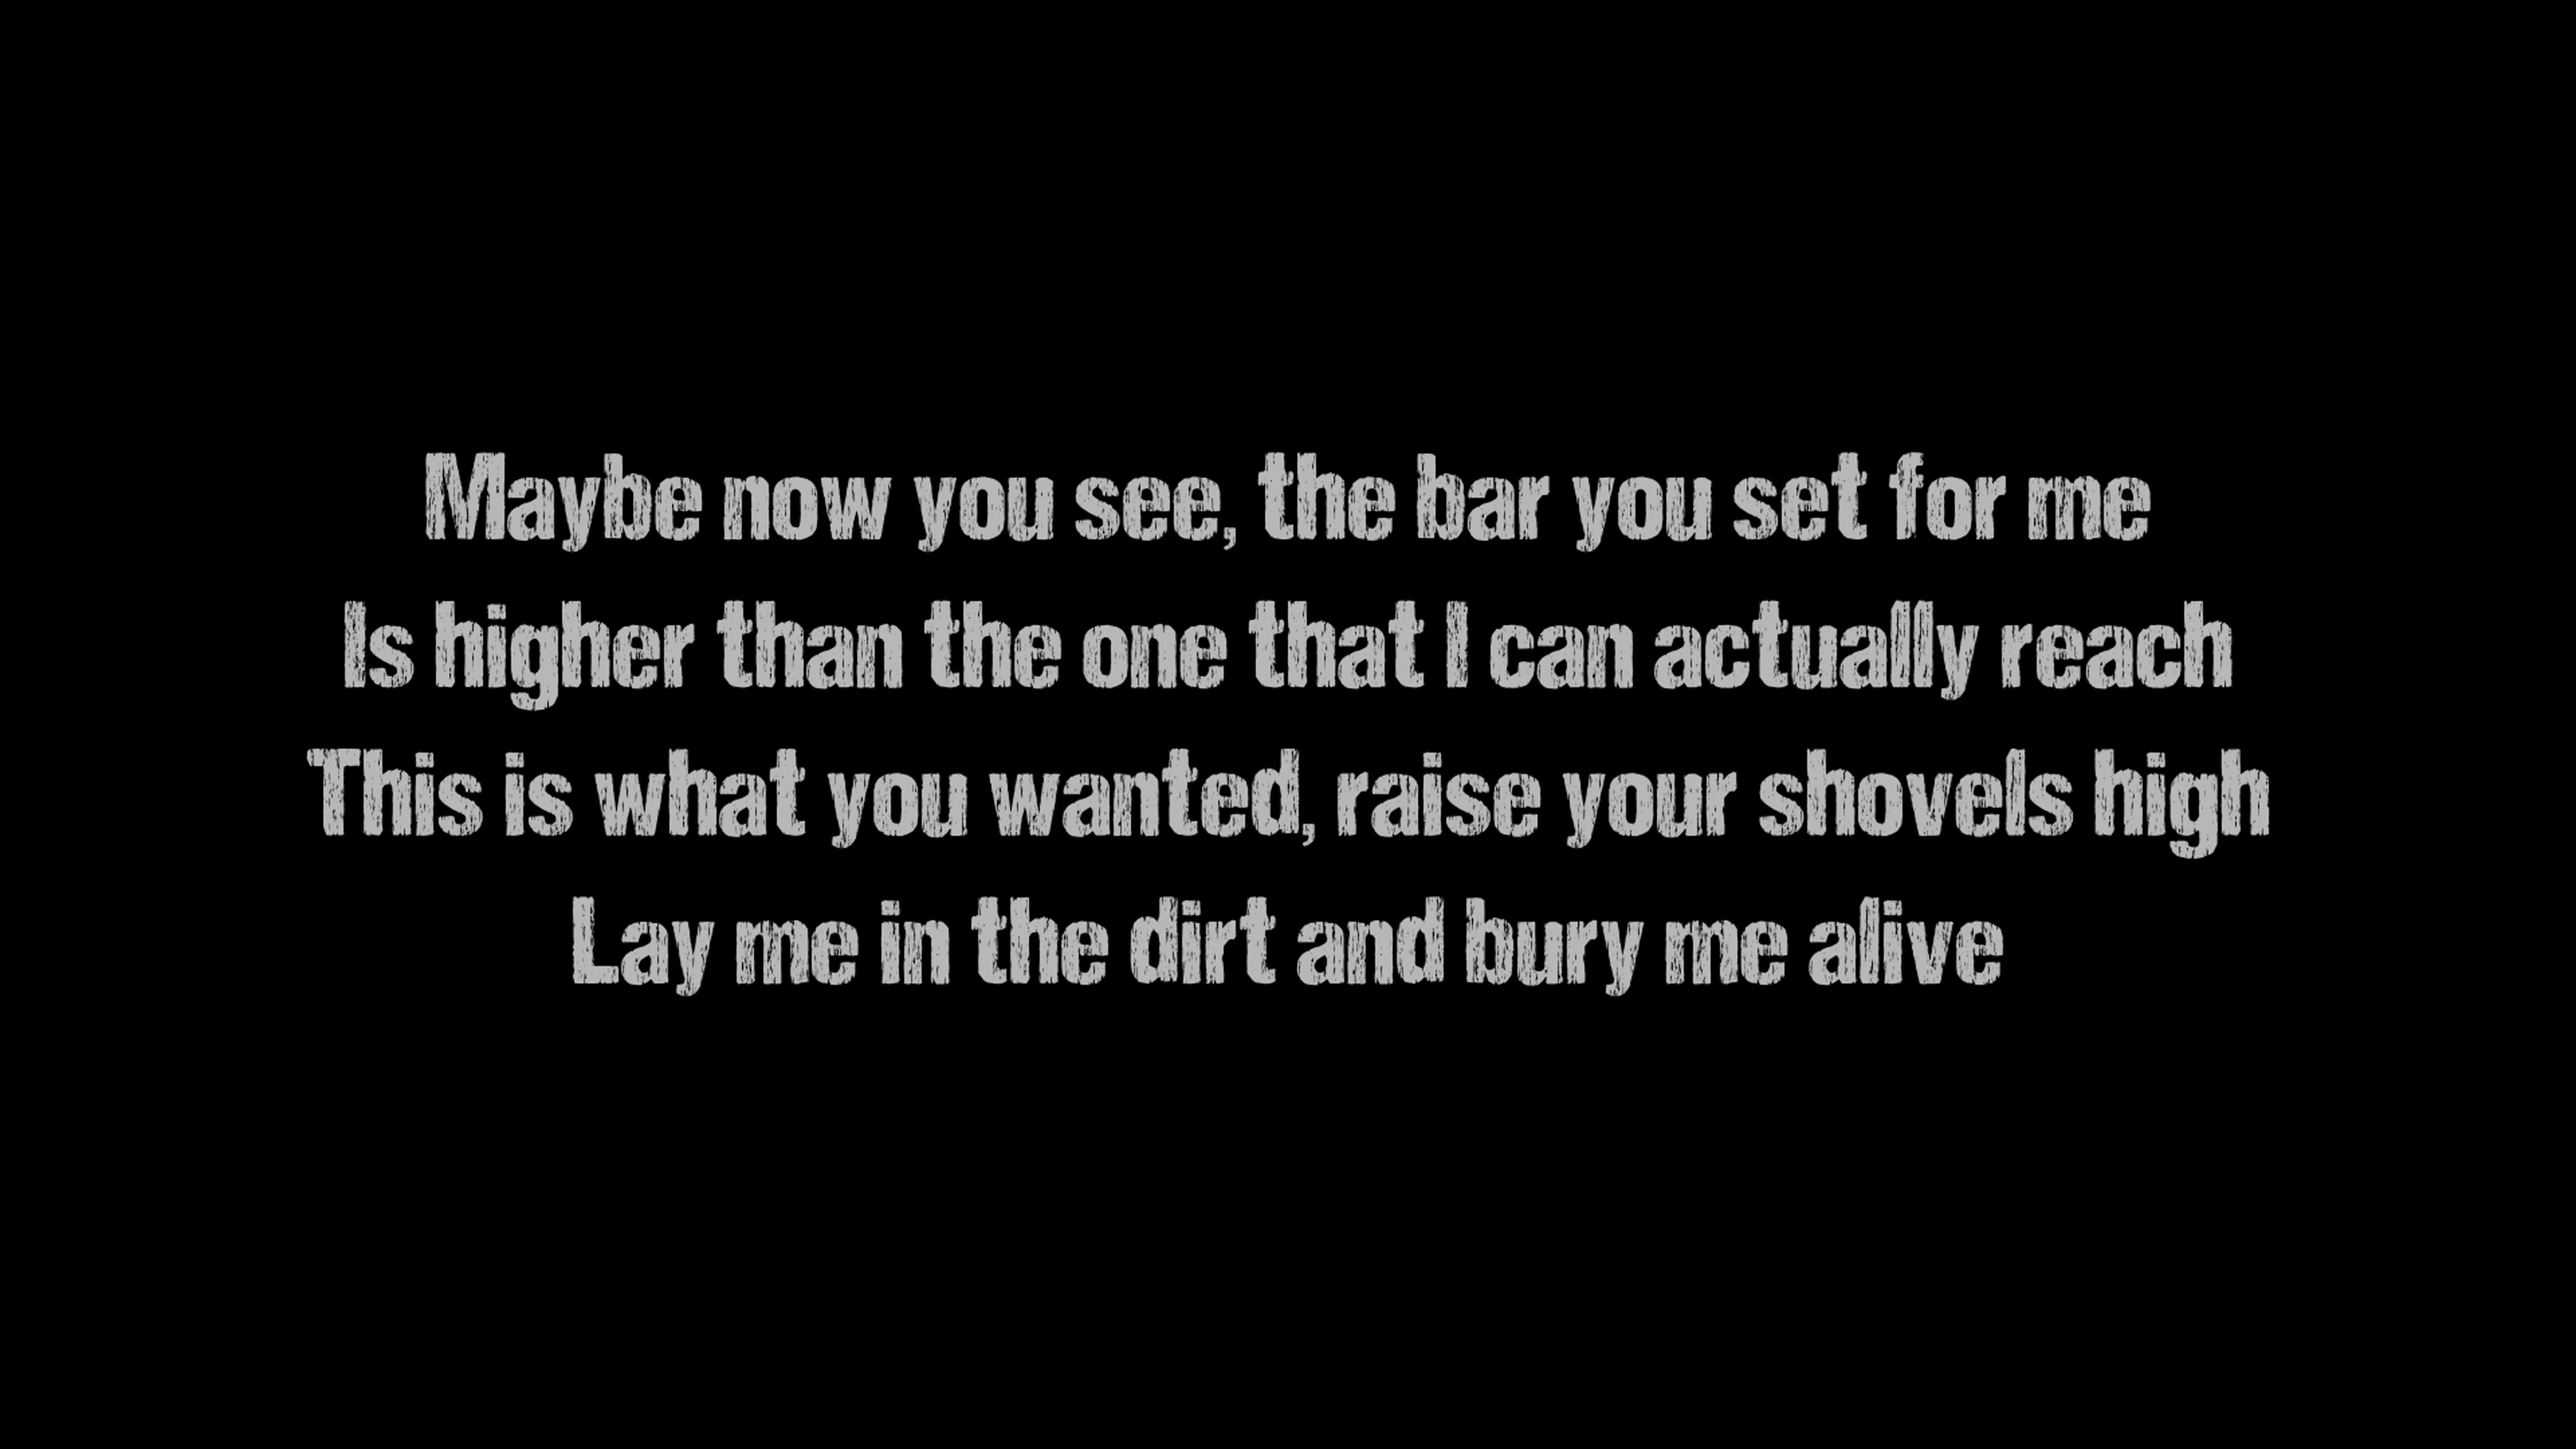 Maybe now you see, the bar you set for me
Is higher than the one that I can actually reach
This is what you wanted, raise your shovels high
Lay me in the dirt and bury me alive